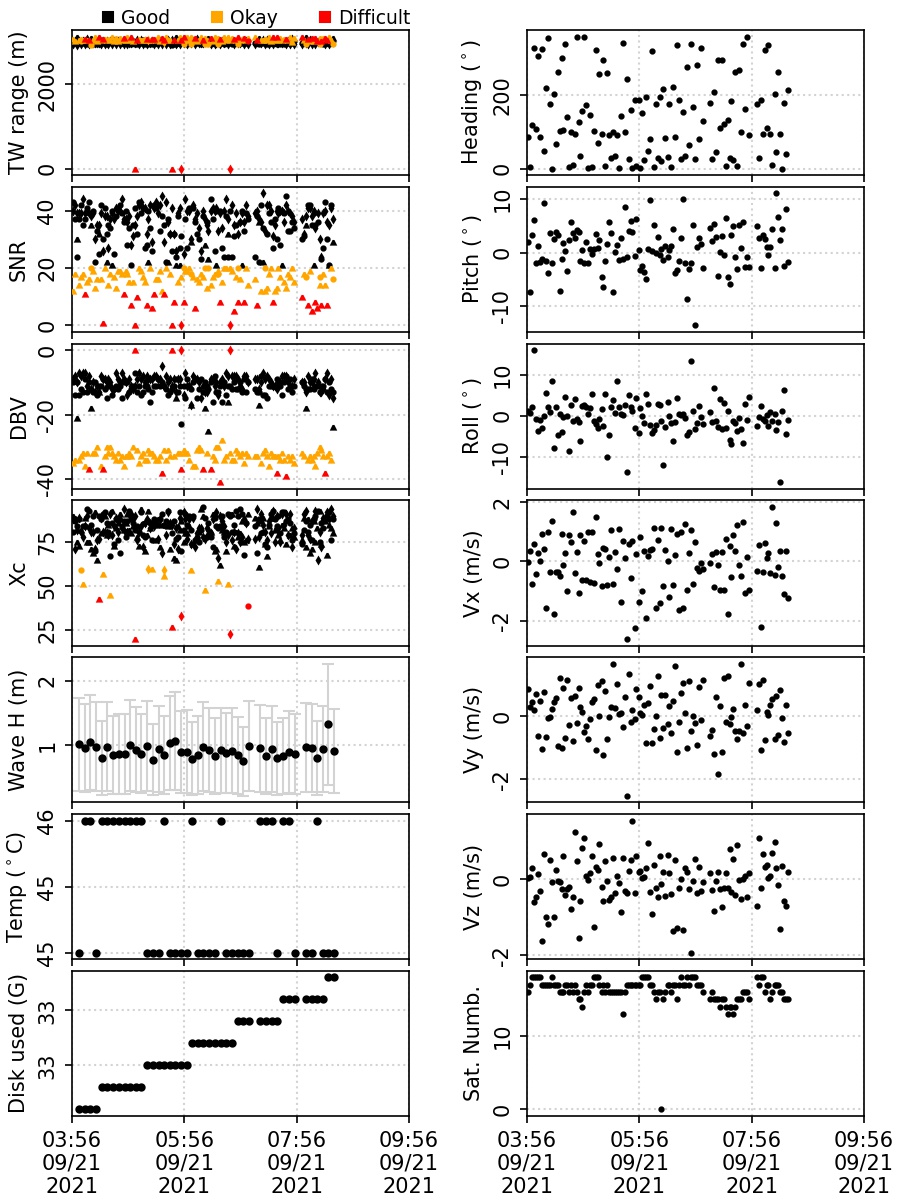 Good Okay Difficult
TW range (m)
2000
0
Heading (°)
200
0
SNR
40
20
0
Pitch (°)
10
0
-10
DBV
0
-20
-40
Roll (°)
10
0
-10
Xc
75
50
25
Vx (m/s)
2
0
-2
Wave H (m)
2
1
Vy (m/s)
0
-2
Temp (°C)
46
45
45
Vz (m/s)
0
-2
Disk used (G)
33
33
Sat. Numb.
10
0
03:56 05:56 07:56 09:56 03:56 05:56 07:56 09:56
09/21 09/21 09/21 09/21 09/21 09/21 09/21 09/21
2021 2021 2021 2021 2021 2021 2021 2021